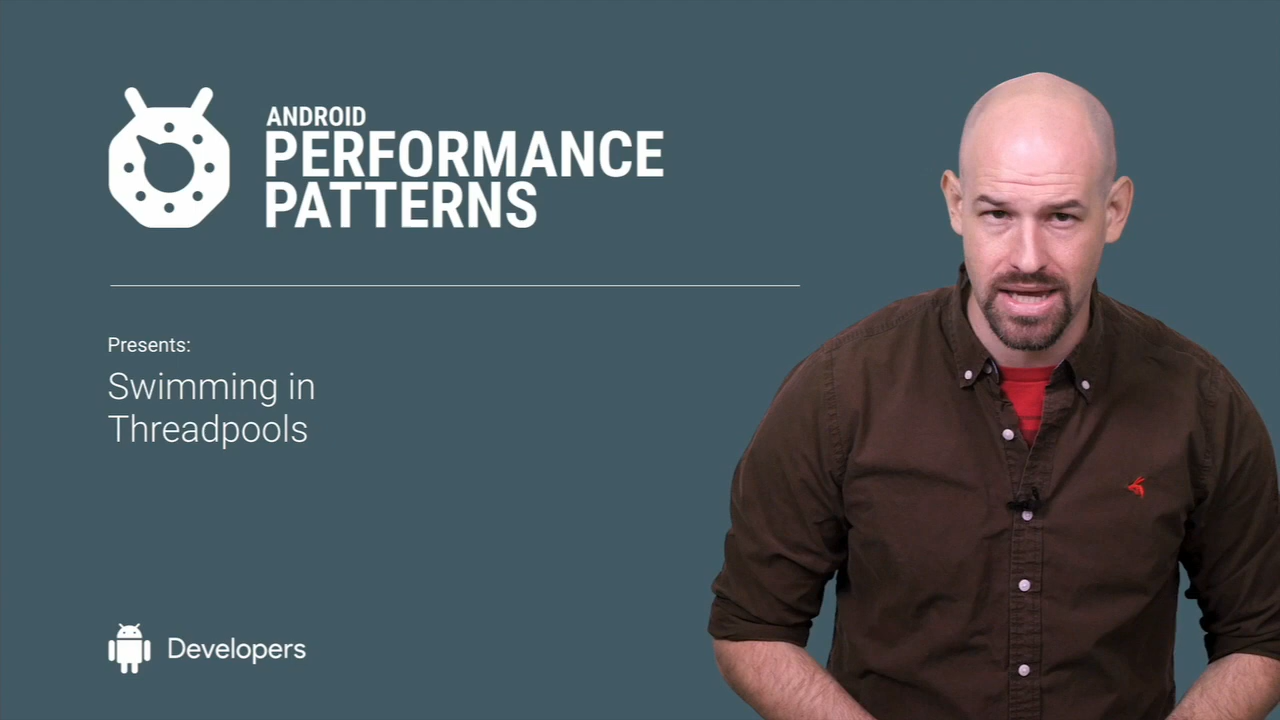 ANDROID
PERFORMANCE
PATTERNS
Presents:
Swimming in
Threadpools
Developers